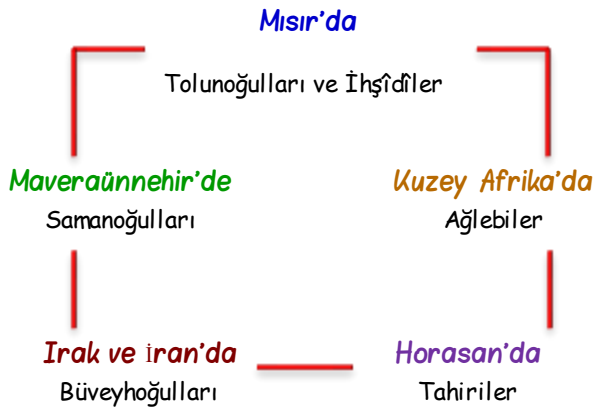 Mısır’da
Tolunoğulları ve İhşîdîler
Maveraünnehir’de
Samanoğulları
Kuzey Afrika’da
Ağlebiler
Irak ve İran’da
Büveyhoğulları
Horasan’da
Tahiriler